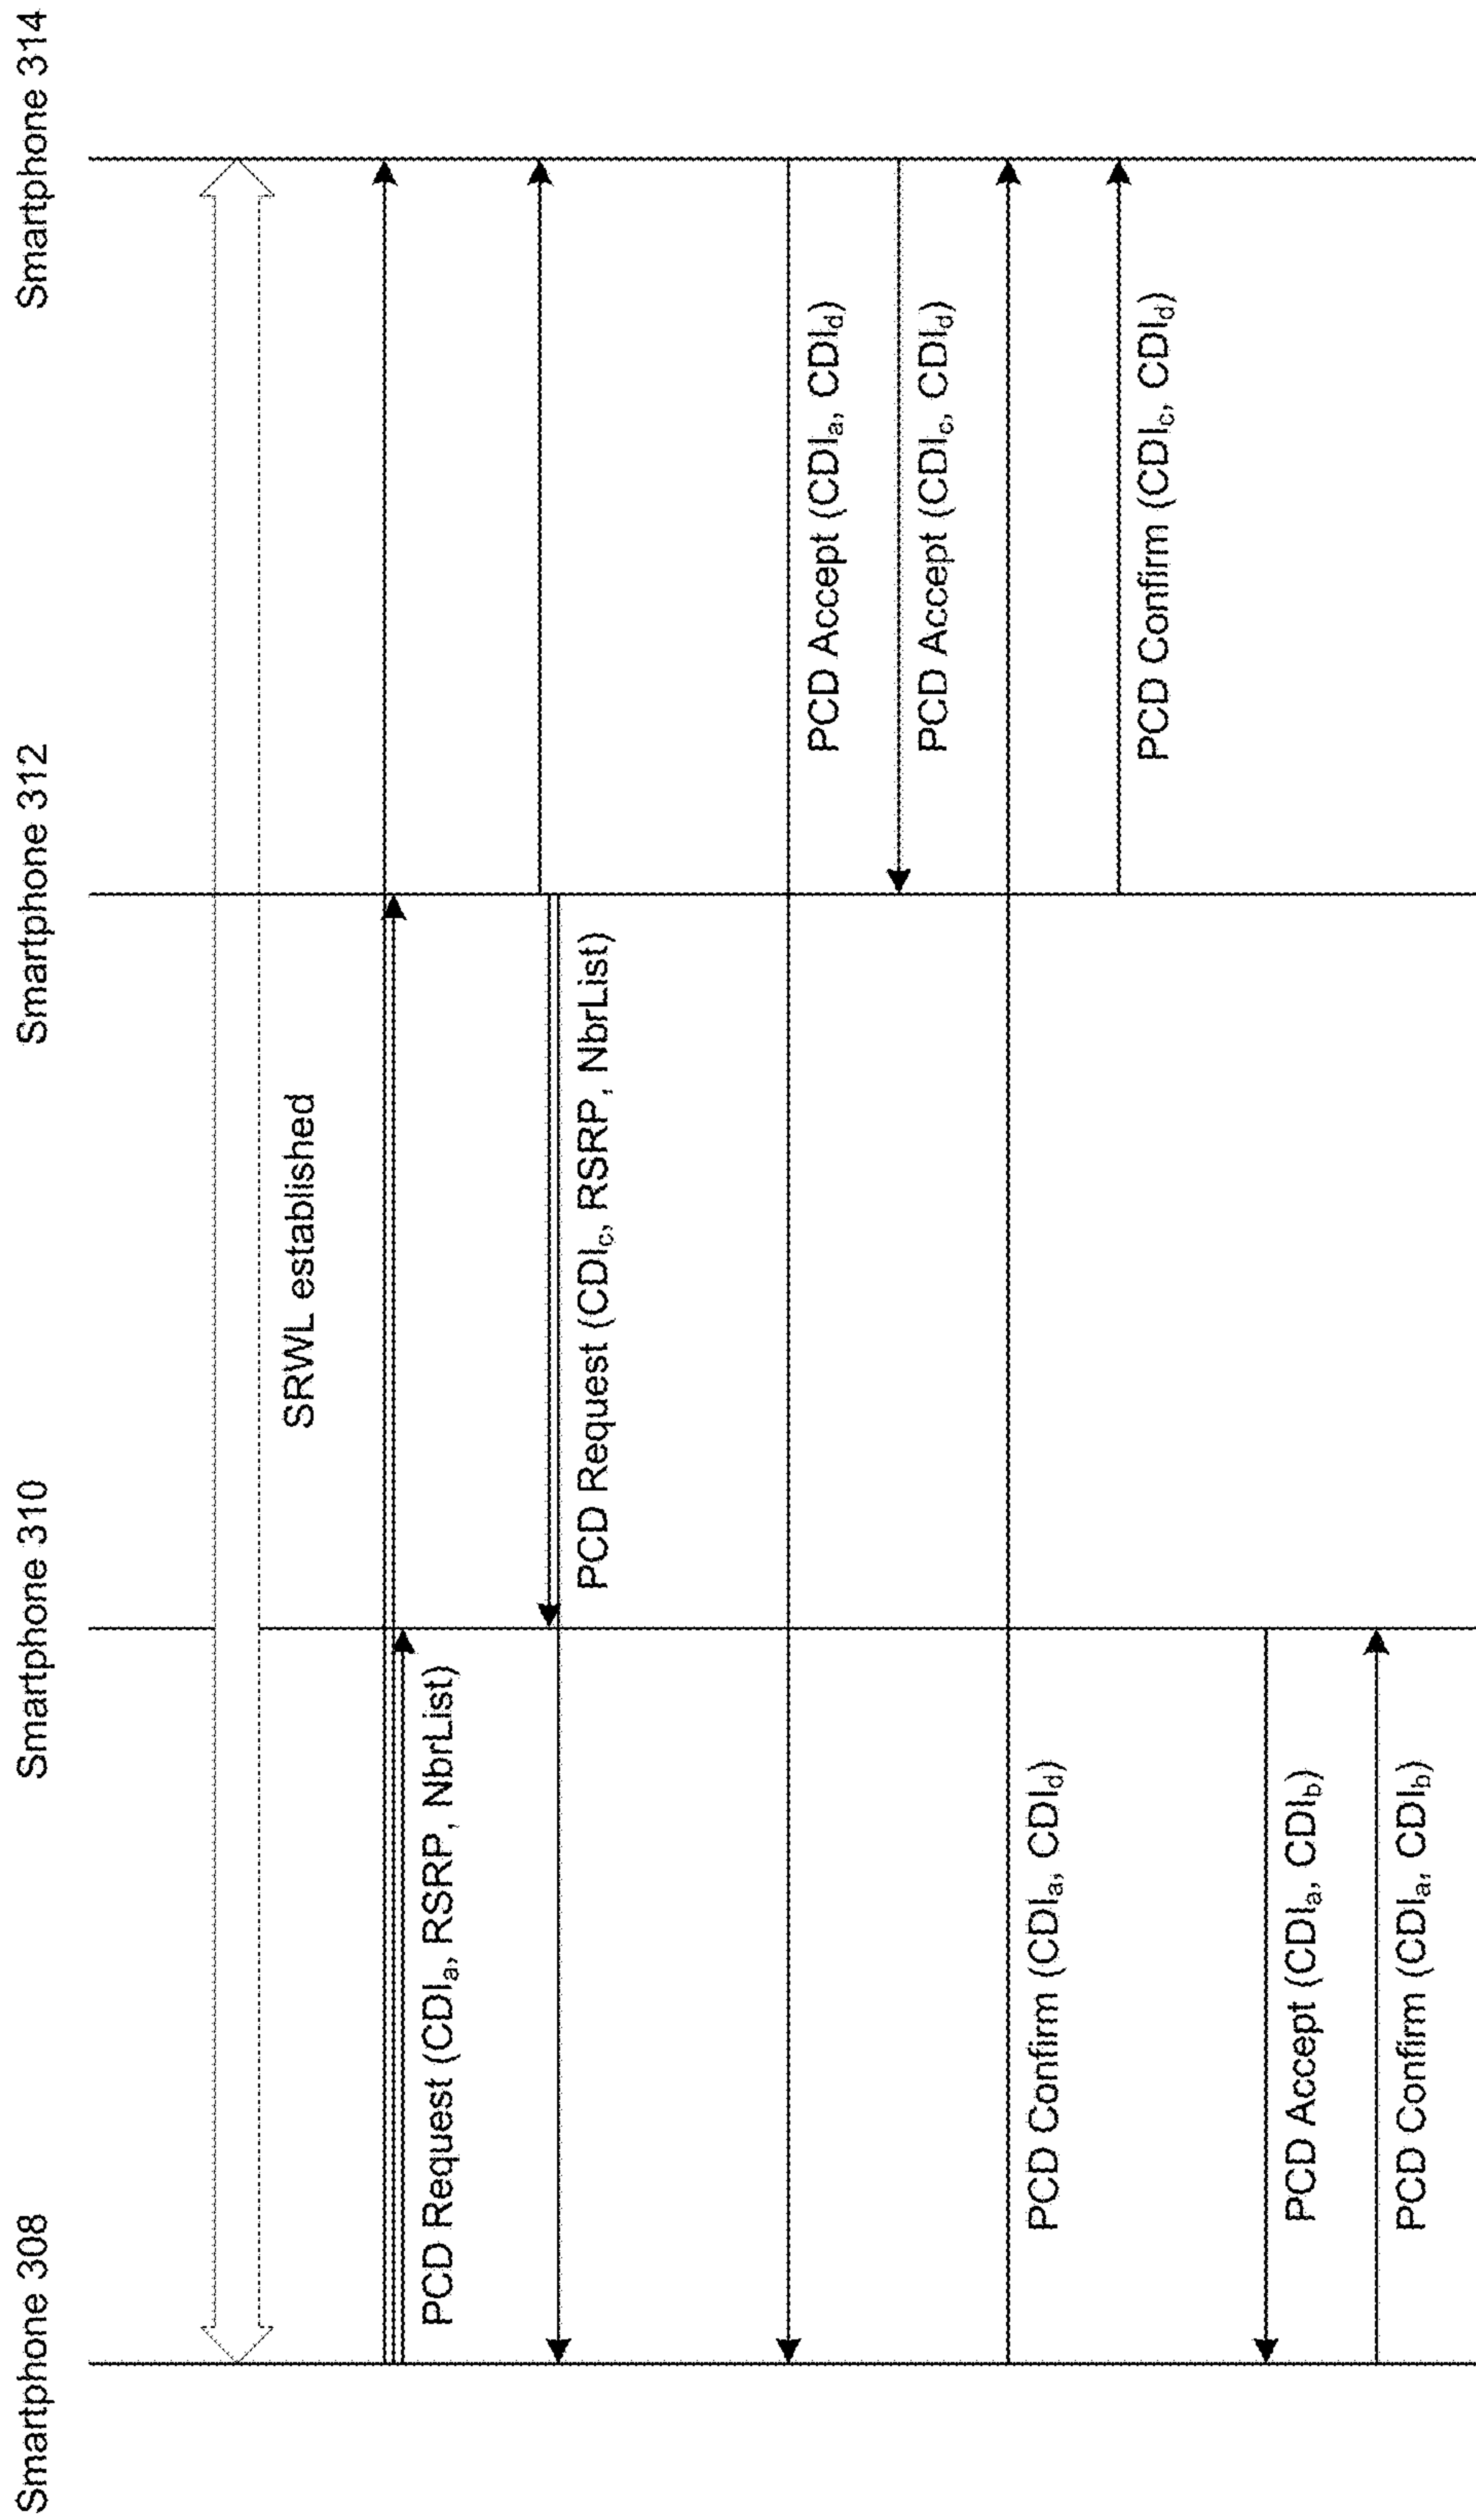 Smartphone 308
Smartphone 310
Smartphone 312
Smartphone 314
SRWL established
PCD Request (CDIa, RSRP, NbrList)
PCD Request (CDIc, RSRP, NbrList)
PCD Accept (CDIa, CDId)
PCD Accept (CDIc, CDId)
PCD Confirm (CDIa, CDId)
PCD Confirm (CDIc, CDId)
PCD Accept (CDIa, CDIb)
PCD Confirm (CDIa, CDIb)